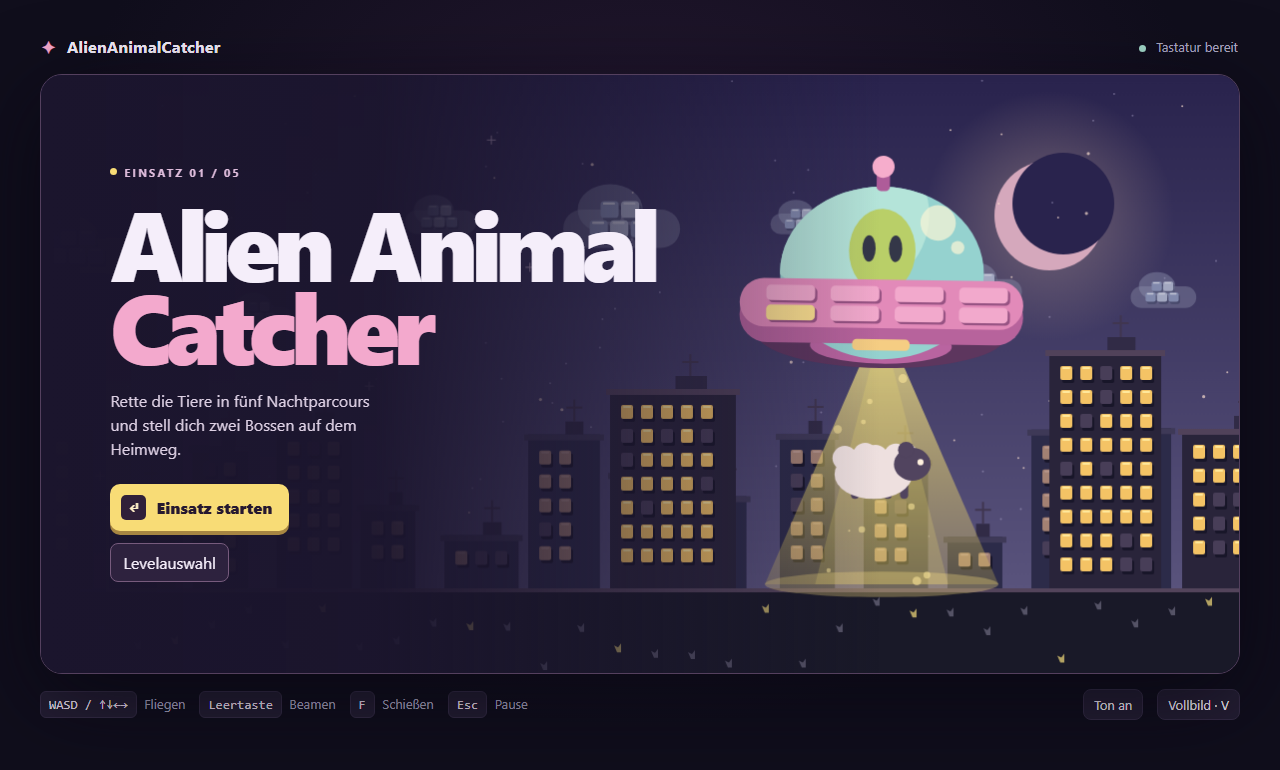 AlienAnimalCatcher
Tastatur bereit
EINSATZ 01 / 05
Alien Animal
Catcher
Rette die Tiere in fünf Nachtparcours
und stell dich zwei Bossen auf dem
Heimweg.
Einsatz starten
Levelauswahl
WASD / ↑↓←→ Fliegen Leertaste Beamen F Schießen Esc Pause
Ton an Vollbild · V